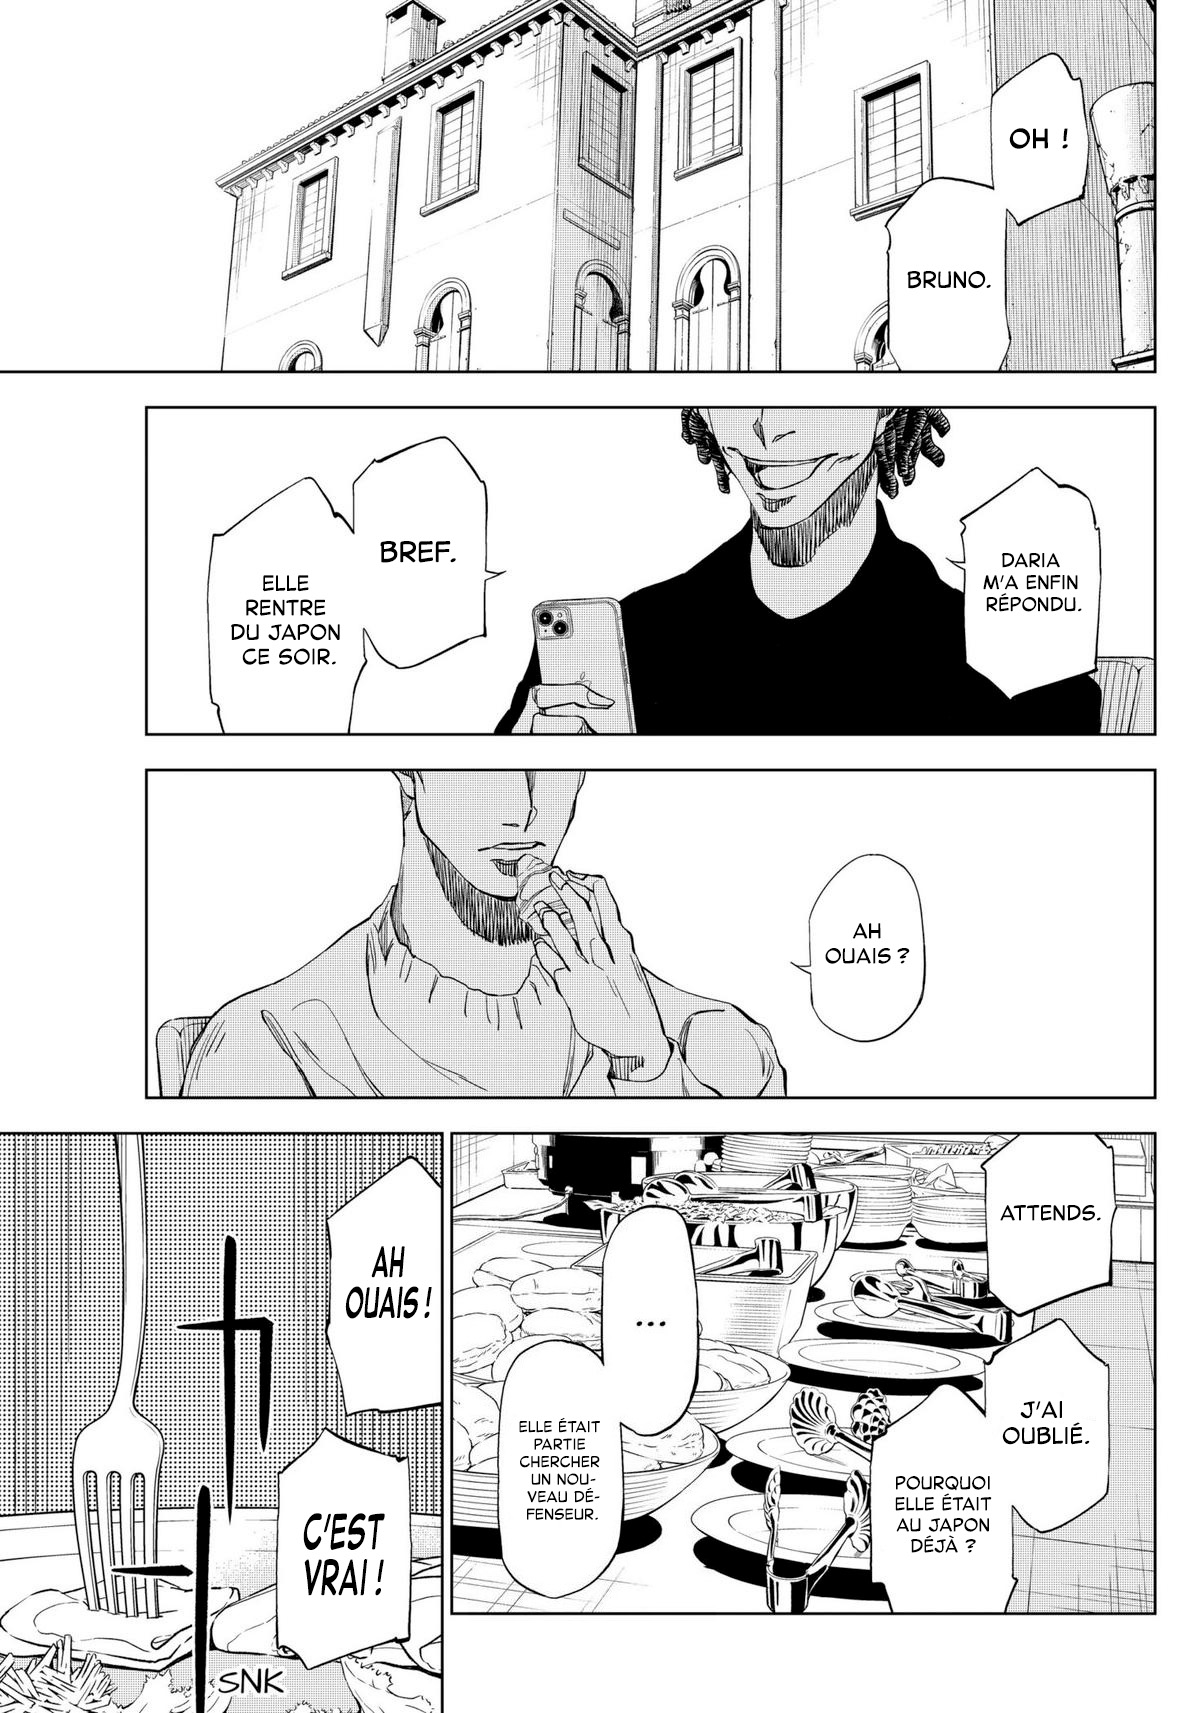 OH !
BRUNO.
DARIA
M'A ENFIN
RÉPONDU.
BREF.
ELLE
RENTRE
DU JAPON
CE SOIR.
AH
OUAIS ?
ATTENDS.
J'AI
OUBLIÉ.
POURQUOI
ELLE ÉTAIT
AU JAPON
DÉJÀ ?
...
ELLE ÉTAIT
PARTIE
CHERCHER
UN NOU-
VEAU DÉ-
FENSEUR.
AH
OUAIS !
C'EST
VRAI !
SNK